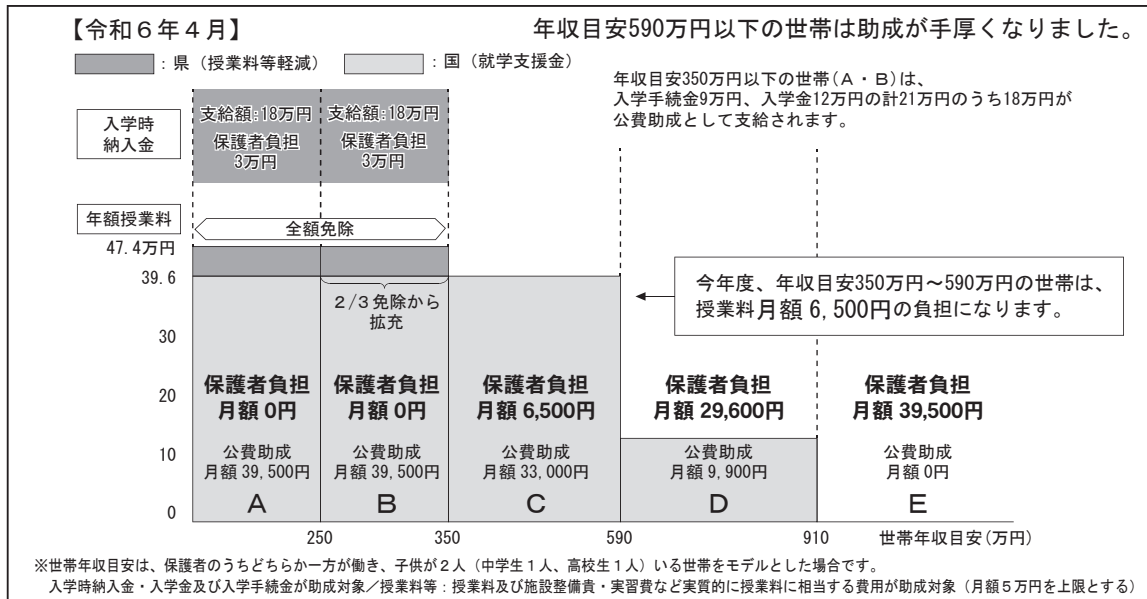 【令和６年４月】
年収目安590万円以下の世帯は助成が手厚くなりました。
：県（授業料等軽減）
：国（就学支援金）
年収目安350万円以下の世帯（Ａ・Ｂ）は、
入学手続金9万円、入学金12万円の計21万円のうち18万円が
公費助成として支給されます。
入学時
納入金
支給額:18万円
保護者負担
3万円
支給額:18万円
保護者負担
3万円
年額授業料
全額免除
47.4万円
39.6
30
20
10
0
２/３免除から
拡充
今年度、年収目安350万円～590万円の世帯は、
授業料月額 6,500円の負担になります。
保護者負担
月額 0円
公費助成
月額 39,500円
Ａ
保護者負担
月額 0円
公費助成
月額 39,500円
Ｂ
保護者負担
月額 6,500円
公費助成
月額 33,000円
Ｃ
保護者負担
月額 29,600円
公費助成
月額 9,900円
Ｄ
保護者負担
月額 39,500円
公費助成
月額 0円
Ｅ
250
350
590
910
世帯年収目安(万円)
※世帯年収目安は、保護者のうちどちらか一方が働き、子供が２人（中学生１人、高校生１人）いる世帯をモデルとした場合です。
入学時納入金・入学金及び入学手続金が助成対象／授業料等：授業料及び施設整備貴・実習費など実質的に授業料に相当する費用が助成対象（月額５万円を上限とする）